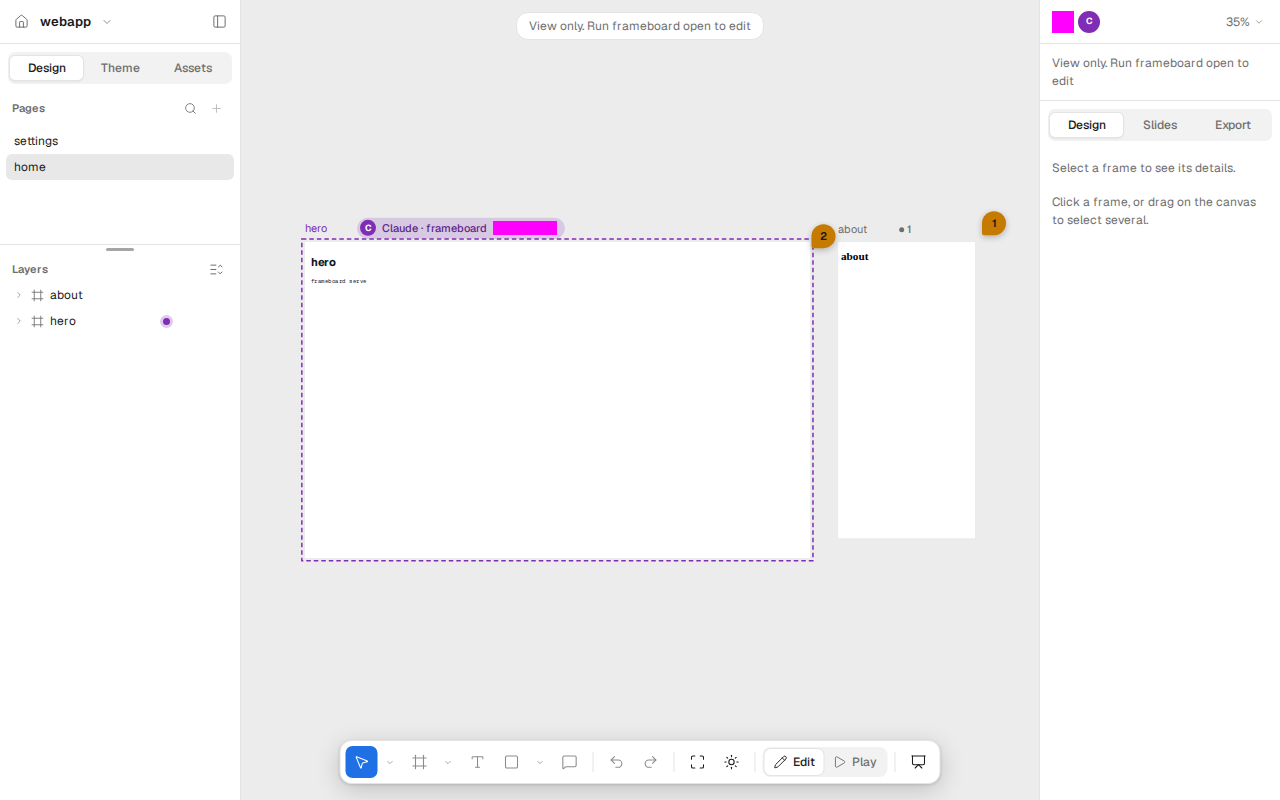 webapp
View only. Run frameboard open to edit
C
35%
View only. Run frameboard open to
edit
Design
Theme
Assets
Design
Slides
Export
Pages
settings
home
Select a frame to see its details.
Click a frame, or drag on the canvas
to select several.
hero
C
Claude · frameboard
2
about
1
1
hero
frameboard serve
about
Layers
about
hero
Edit
Play